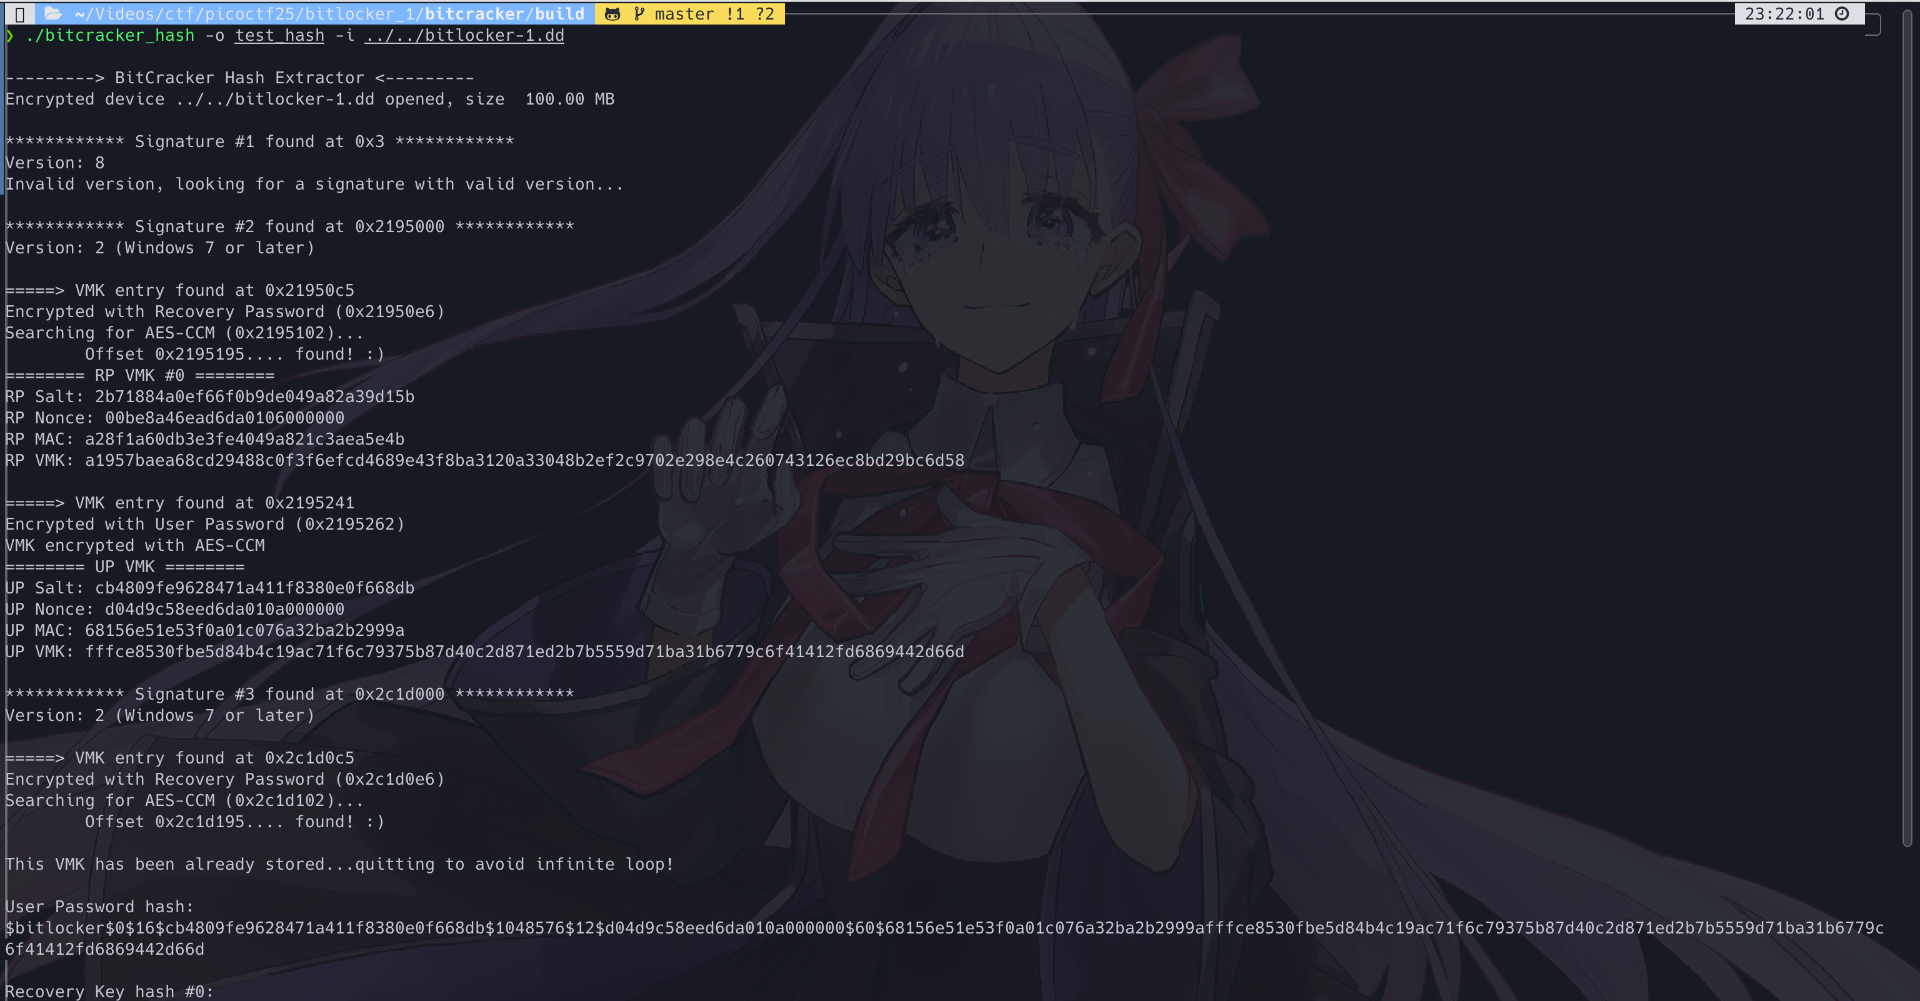 ~/Videos/ctf/picoctf25/bitlocker_1/bitcracker/build master !1 ?2 23:22:01
❯ ./bitcracker_hash -o test_hash -i ../../bitlocker-1.dd
---------> BitCracker Hash Extractor <---------
Encrypted device ../../bitlocker-1.dd opened, size  100.00 MB
************ Signature #1 found at 0x3 ************
Version: 8
Invalid version, looking for a signature with valid version...
************ Signature #2 found at 0x2195000 ************
Version: 2 (Windows 7 or later)
=====> VMK entry found at 0x21950c5
Encrypted with Recovery Password (0x21950e6)
Searching for AES-CCM (0x2195102)...
Offset 0x2195195.... found! :)
======== RP VMK #0 ========
RP Salt: 2b71884a0ef66f0b9de049a82a39d15b
RP Nonce: 00be8a46ead6da0106000000
RP MAC: a28f1a60db3e3fe4049a821c3aea5e4b
RP VMK: a1957baea68cd29488c0f3f6efcd4689e43f8ba3120a33048b2ef2c9702e298e4c260743126ec8bd29bc6d58
=====> VMK entry found at 0x2195241
Encrypted with User Password (0x2195262)
VMK encrypted with AES-CCM
======== UP VMK ========
UP Salt: cb4809fe9628471a411f8380e0f668db
UP Nonce: d04d9c58eed6da010a000000
UP MAC: 68156e51e53f0a01c076a32ba2b2999a
UP VMK: fffce8530fbe5d84b4c19ac71f6c79375b87d40c2d871ed2b7b5559d71ba31b6779c6f41412fd6869442d66d
************ Signature #3 found at 0x2c1d000 ************
Version: 2 (Windows 7 or later)
=====> VMK entry found at 0x2c1d0c5
Encrypted with Recovery Password (0x2c1d0e6)
Searching for AES-CCM (0x2c1d102)...
Offset 0x2c1d195.... found! :)
This VMK has been already stored...quitting to avoid infinite loop!
User Password hash:
$bitlocker$0$16$cb4809fe9628471a411f8380e0f668db$1048576$12$d04d9c58eed6da010a000000$60$68156e51e53f0a01c076a32ba2b2999afffce8530fbe5d84b4c19ac71f6c79375b87d40c2d871ed2b7b5559d71ba31b6779c
6f41412fd6869442d66d
Recovery Key hash #0: